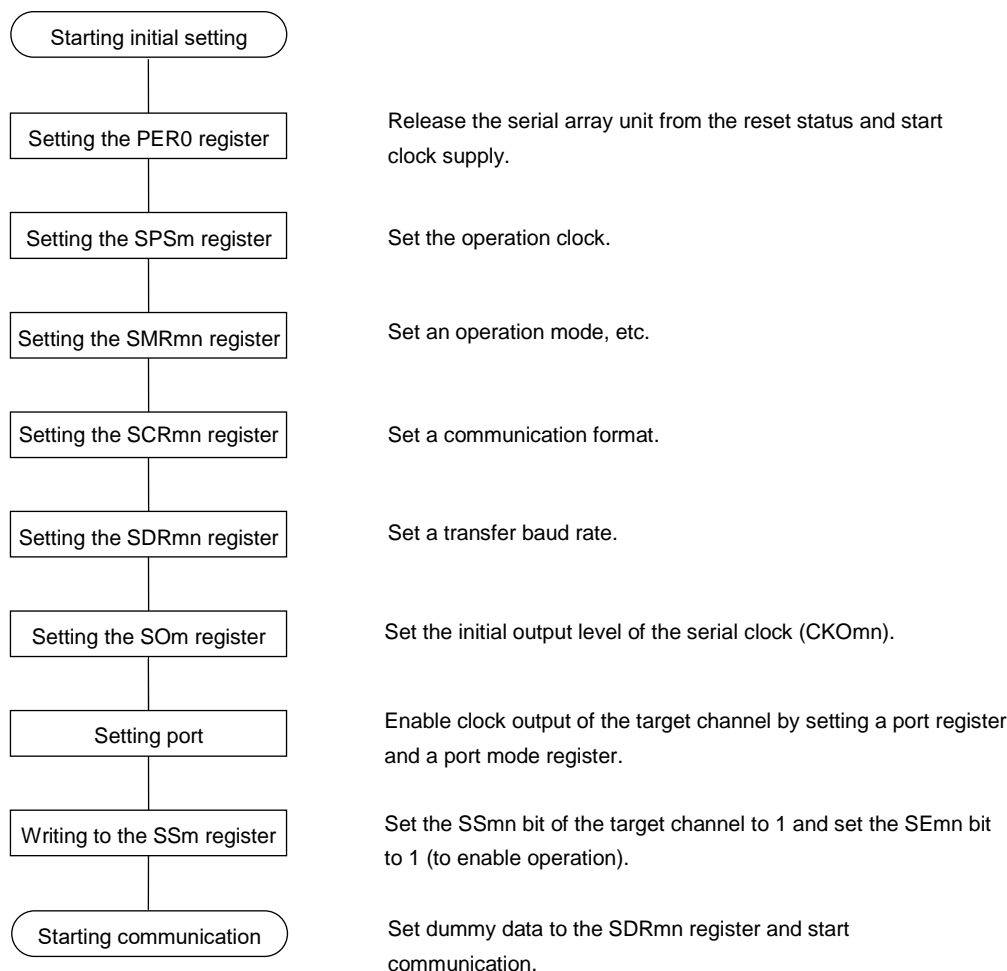 Starting initial setting
Setting the PER0 register
Release the serial array unit from the reset status and start
clock supply.
Setting the SPSm register
Set the operation clock.
Setting the SMRmn register
Set an operation mode, etc.
Setting the SCRmn register
Set a communication format.
Setting the SDRmn register
Set a transfer baud rate.
Setting the SOm register
Set the initial output level of the serial clock (CKOmn).
Setting port
Enable clock output of the target channel by setting a port register
and a port mode register.
Writing to the SSm register
Set the SSmn bit of the target channel to 1 and set the SEmn bit
to 1 (to enable operation).
Starting communication
Set dummy data to the SDRmn register and start
communication.